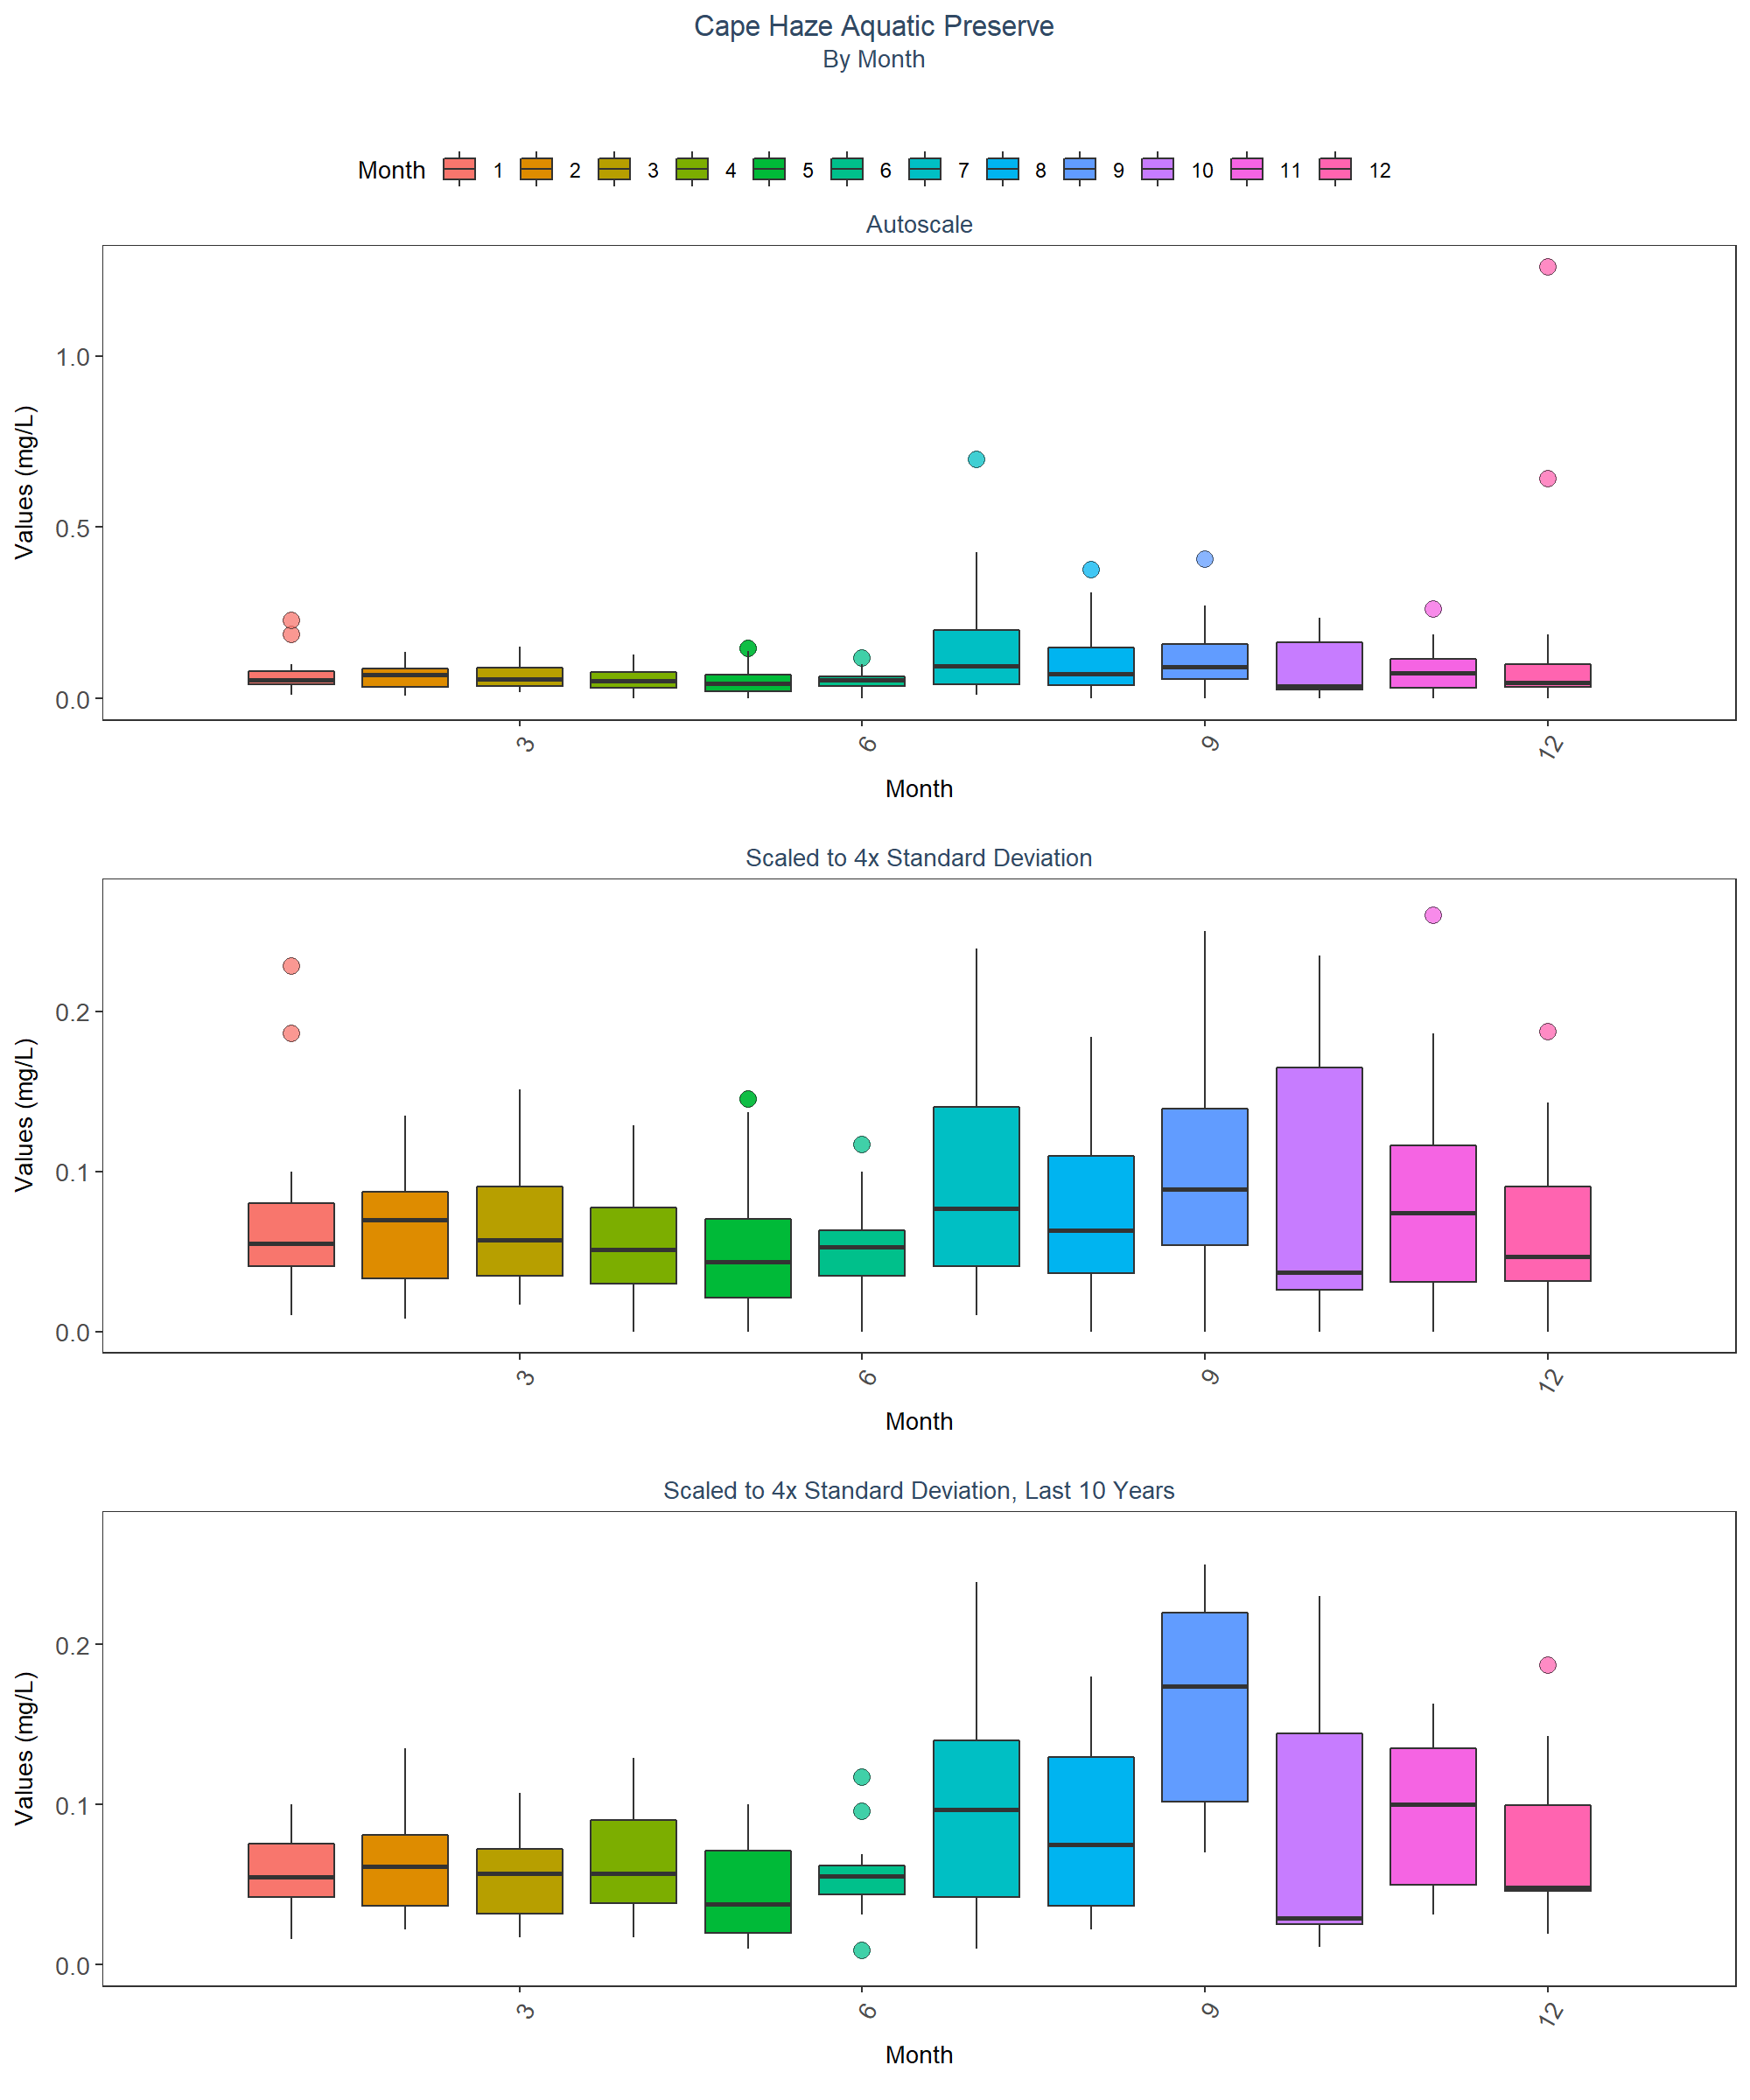 Cape Haze Aquatic Preserve
By Month
Month 1 2 3 4 5 6 7 8 9 10 11 12
Autoscale
Values (mg/L)
1.0
0.5
0.0
3 6 9 12
Month
Scaled to 4x Standard Deviation
Values (mg/L)
0.2
0.1
0.0
3 6 9 12
Month
Scaled to 4x Standard Deviation, Last 10 Years
Values (mg/L)
0.2
0.1
0.0
3 6 9 12
Month